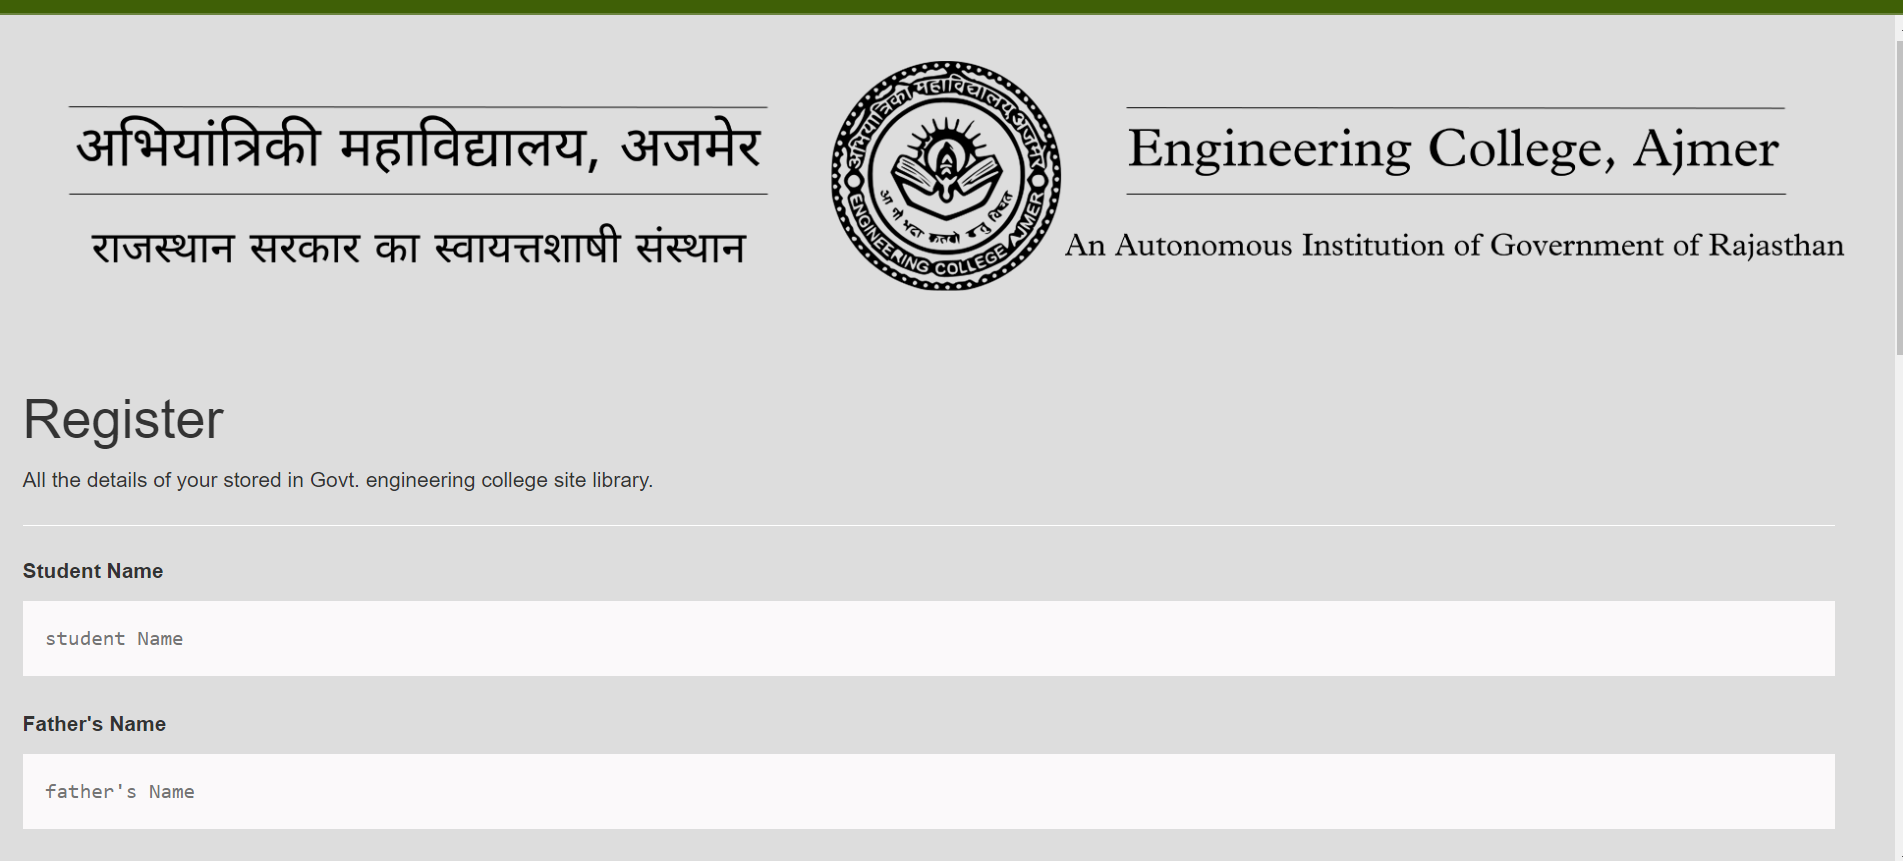 अभियांत्रिकी महाविद्यालय, अजमेर
राजस्थान सरकार का स्वायत्तशाषी संस्थान
अभियांत्रिकी महाविद्यालय, अजमेर
ENGINEERING COLLEGE AJMER
Engineering College, Ajmer
An Autonomous Institution of Government of Rajasthan
Register
All the details of your stored in Govt. engineering college site library.
Student Name
student Name
Father's Name
father's Name